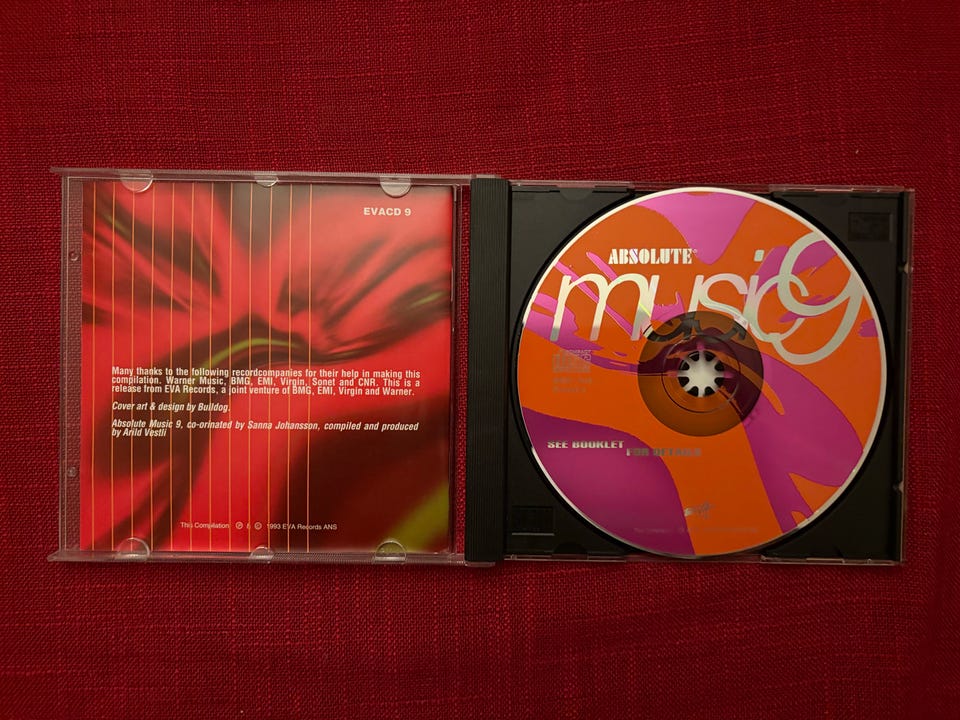 EVACD 9
Many thanks to the following recordcompanies for their help in making this
compilation. Warner Music, BMG, EMI, Virgin, Sonet and CNR. This is a
release from EVA Records, a joint venture of BMG, EMI, Virgin and Warner.
Cover art & design by Bulldog.
Absolute Music 9, co-orinated by Sanna Johansson, compiled and produced
by Arild Vestli
This Compilation ℗ & © 1993 EVA Records ANS
ABSOLUTE®
music9
SEE BOOKLET
FOR DETAILS